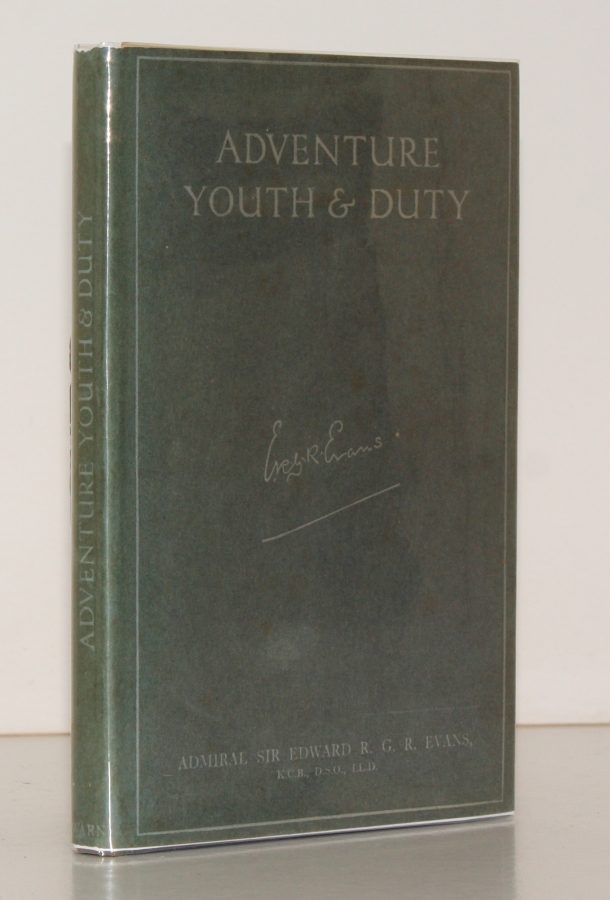 ADVENTURE
YOUTH & DUTY
E.R.G.R. Evans
ADMIRAL SIR EDWARD R. G. R. EVANS,
K.C.B., D.S.O., LL.D.
ADVENTURE YOUTH & DUTY